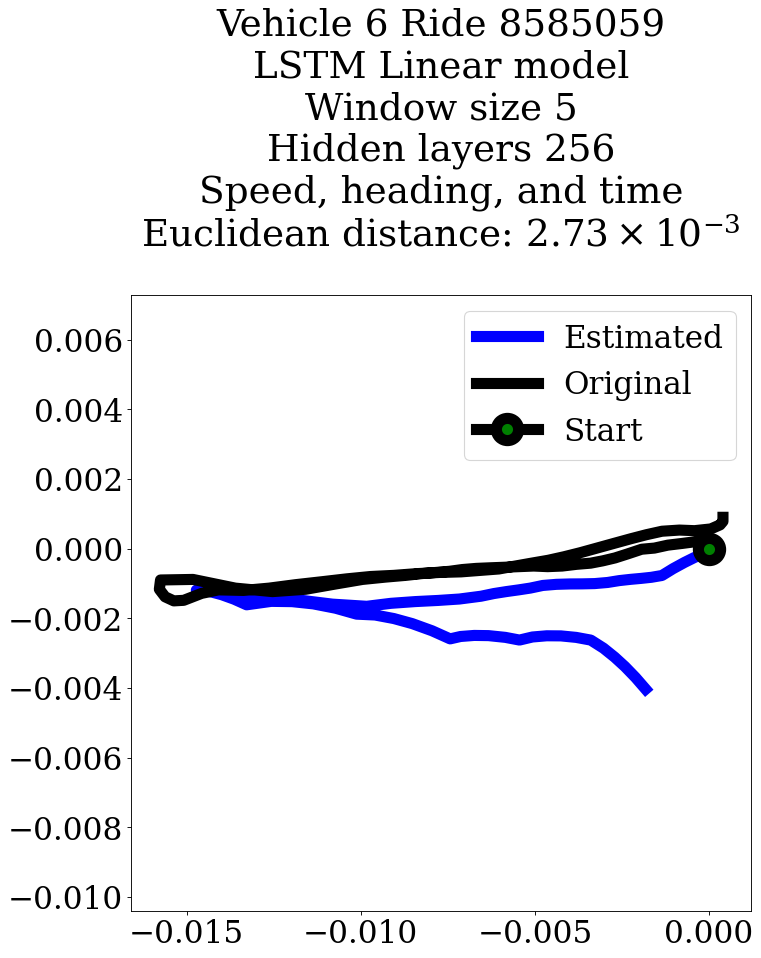 Vehicle 6 Ride 8585059
LSTM Linear model
Window size 5
Hidden layers 256
Speed, heading, and time
Euclidean distance: 2.73 × 10⁻³
Estimated
Original
Start
0.006
0.004
0.002
0.000
−0.002
−0.004
−0.006
−0.008
−0.010
−0.015 −0.010 −0.005 0.000